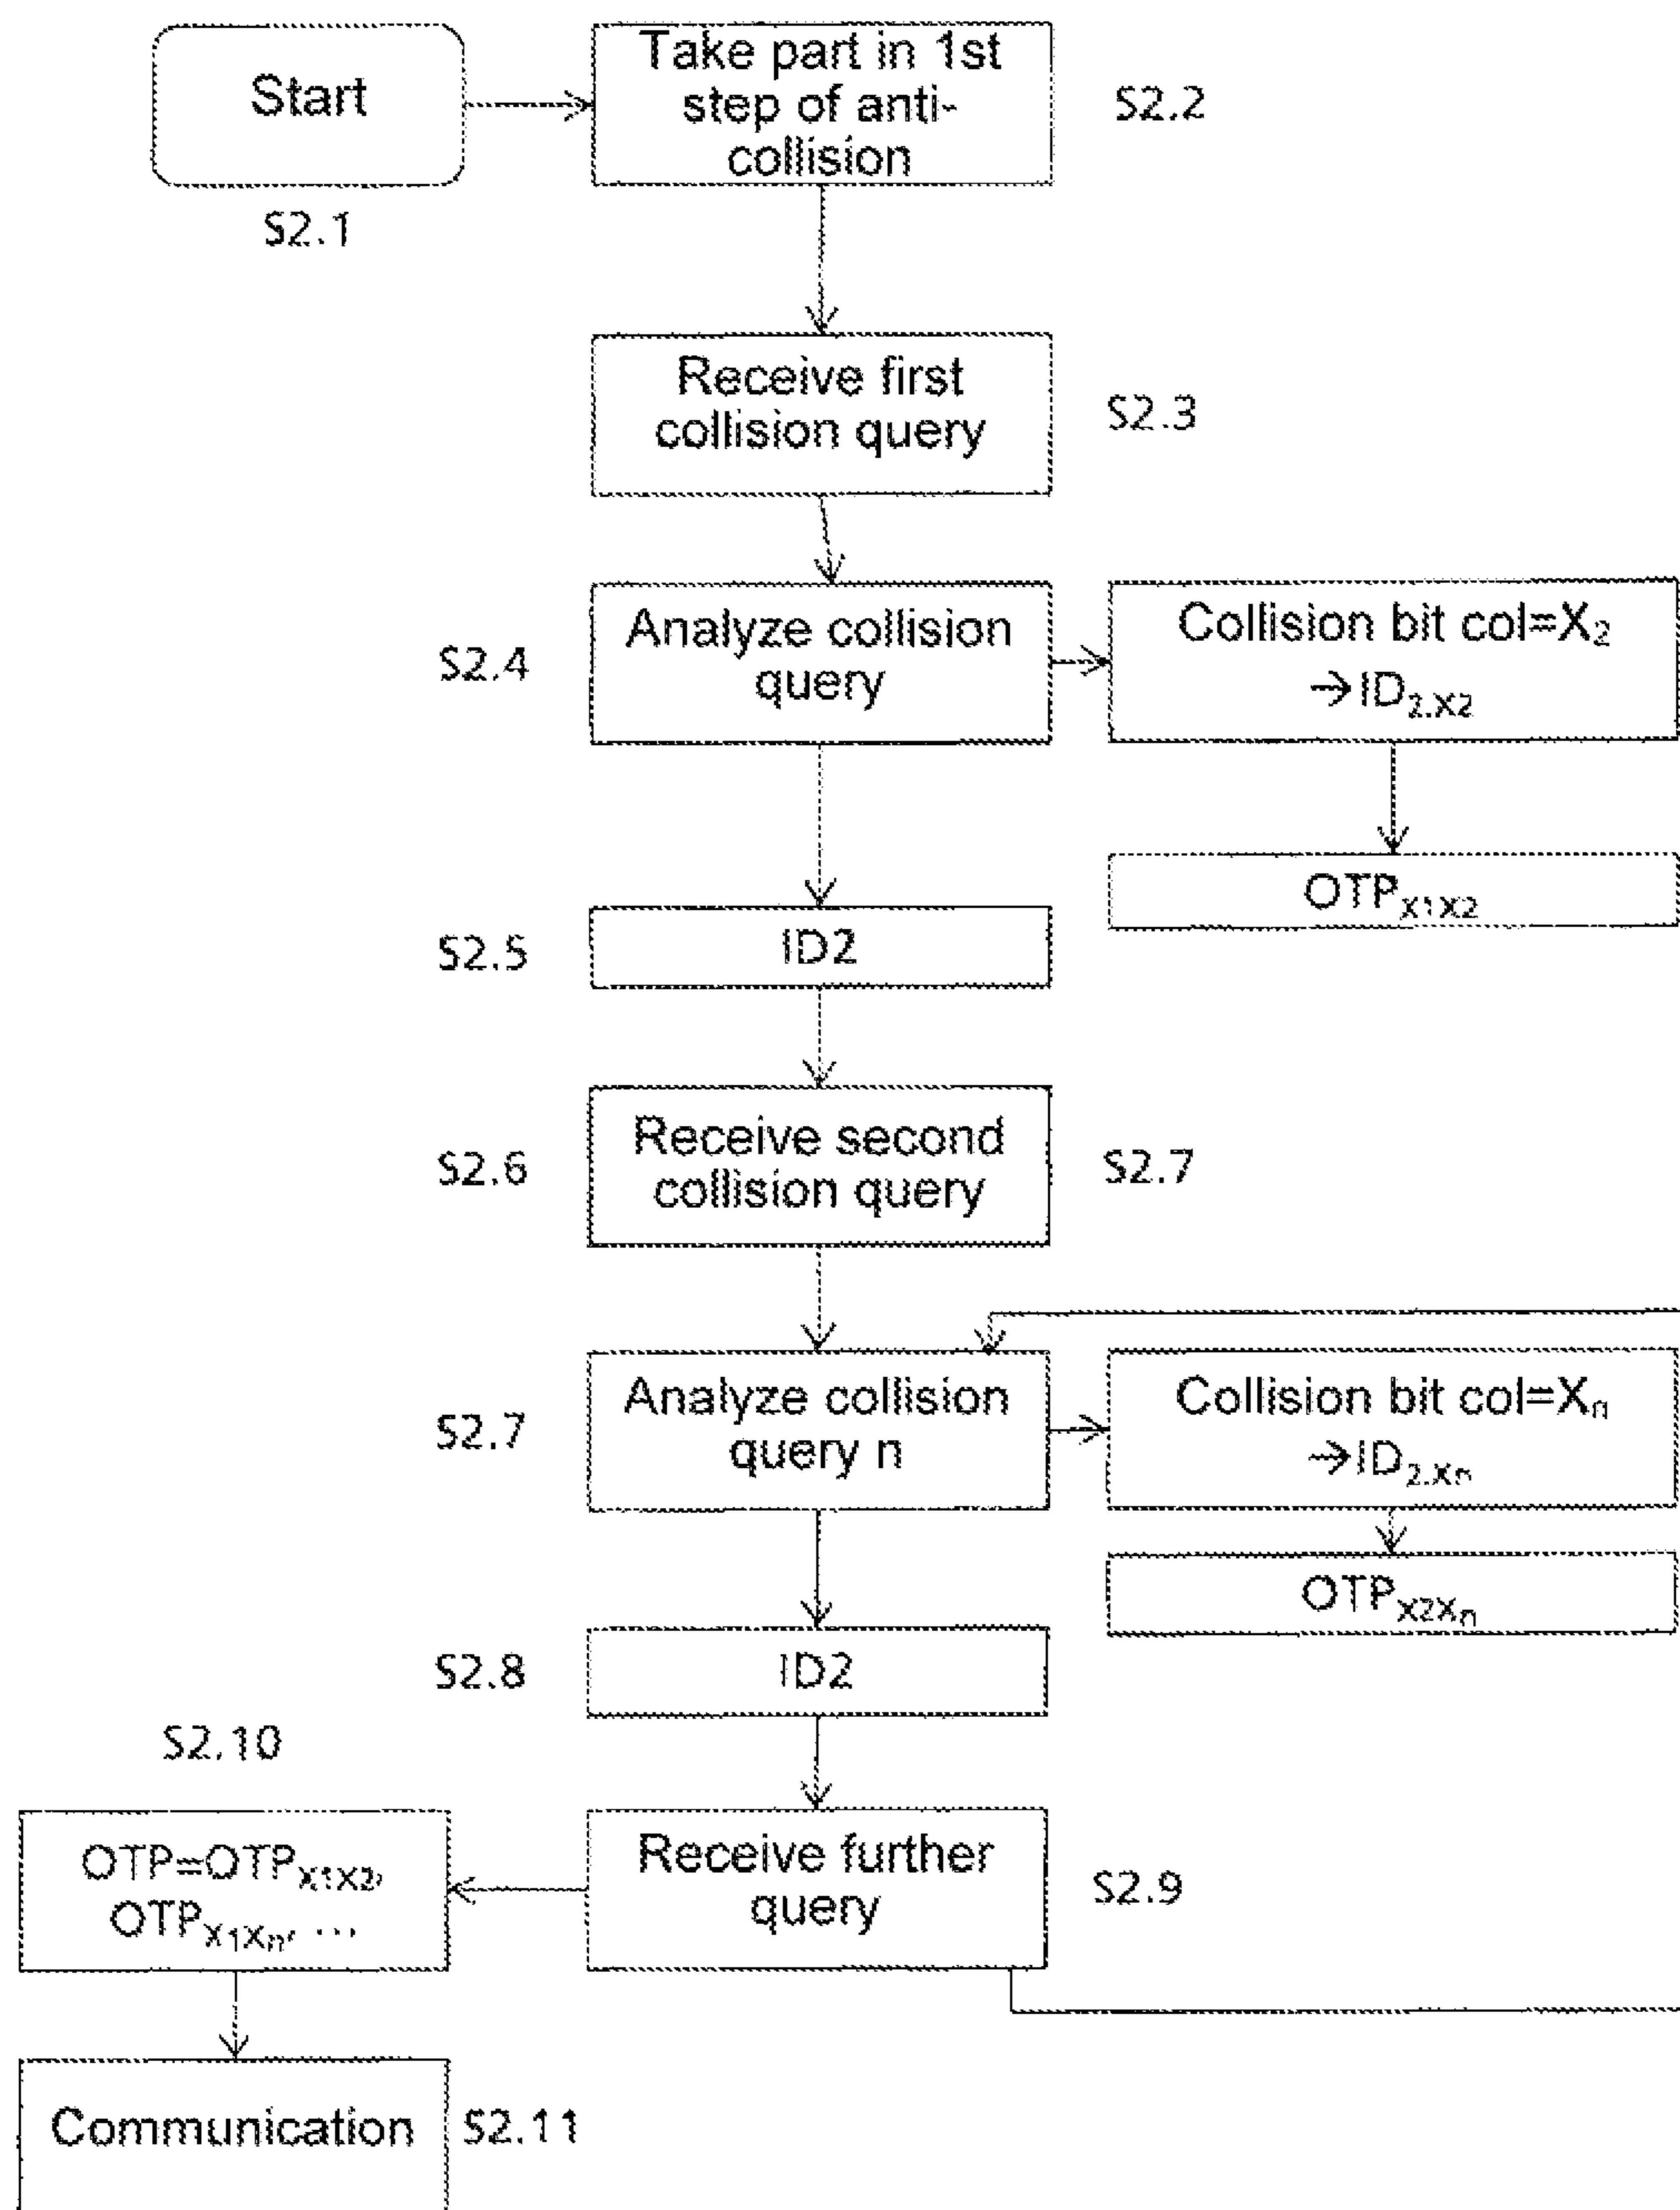 Start
S2.1
Take part in 1st
step of anti-
collision
S2.2
Receive first
collision query
S2.3
S2.4
Analyze collision
query
Collision bit col=X₂
→ID₂.X₂
OTPX1X2
S2.5
ID2
S2.6
Receive second
collision query
S2.7
S2.7
Analyze collision
query n
Collision bit col=Xₙ
→ID₂.Xₙ
OTPX2Xₙ
S2.8
ID2
S2.10
OTP=OTPX1X2,
OTPX1Xₙ, ...
Receive further
query
S2.9
Communication
S2.11